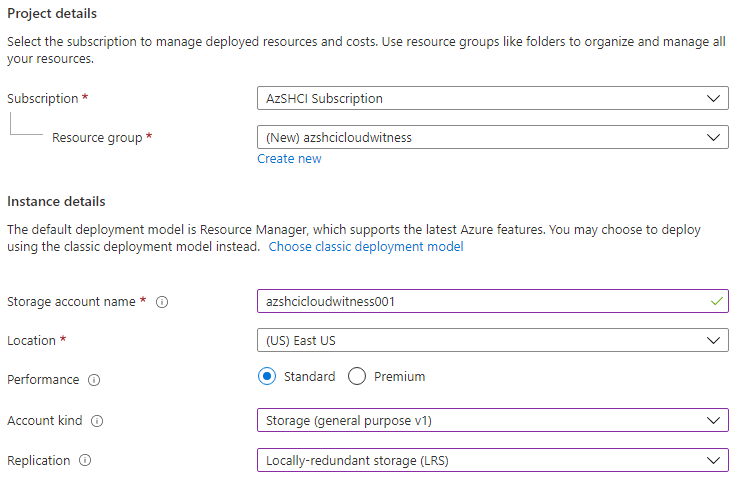 Project details
Select the subscription to manage deployed resources and costs. Use resource groups like folders to organize and manage all
your resources.
Subscription *
AzSHCI Subscription
Resource group *
(New) azshcicloudwitness
Create new
Instance details
The default deployment model is Resource Manager, which supports the latest Azure features. You may choose to deploy
using the classic deployment model instead. Choose classic deployment model
Storage account name *
azshcicloudwitness001
Location *
(US) East US
Performance
Standard
Premium
Account kind
Storage (general purpose v1)
Replication
Locally-redundant storage (LRS)